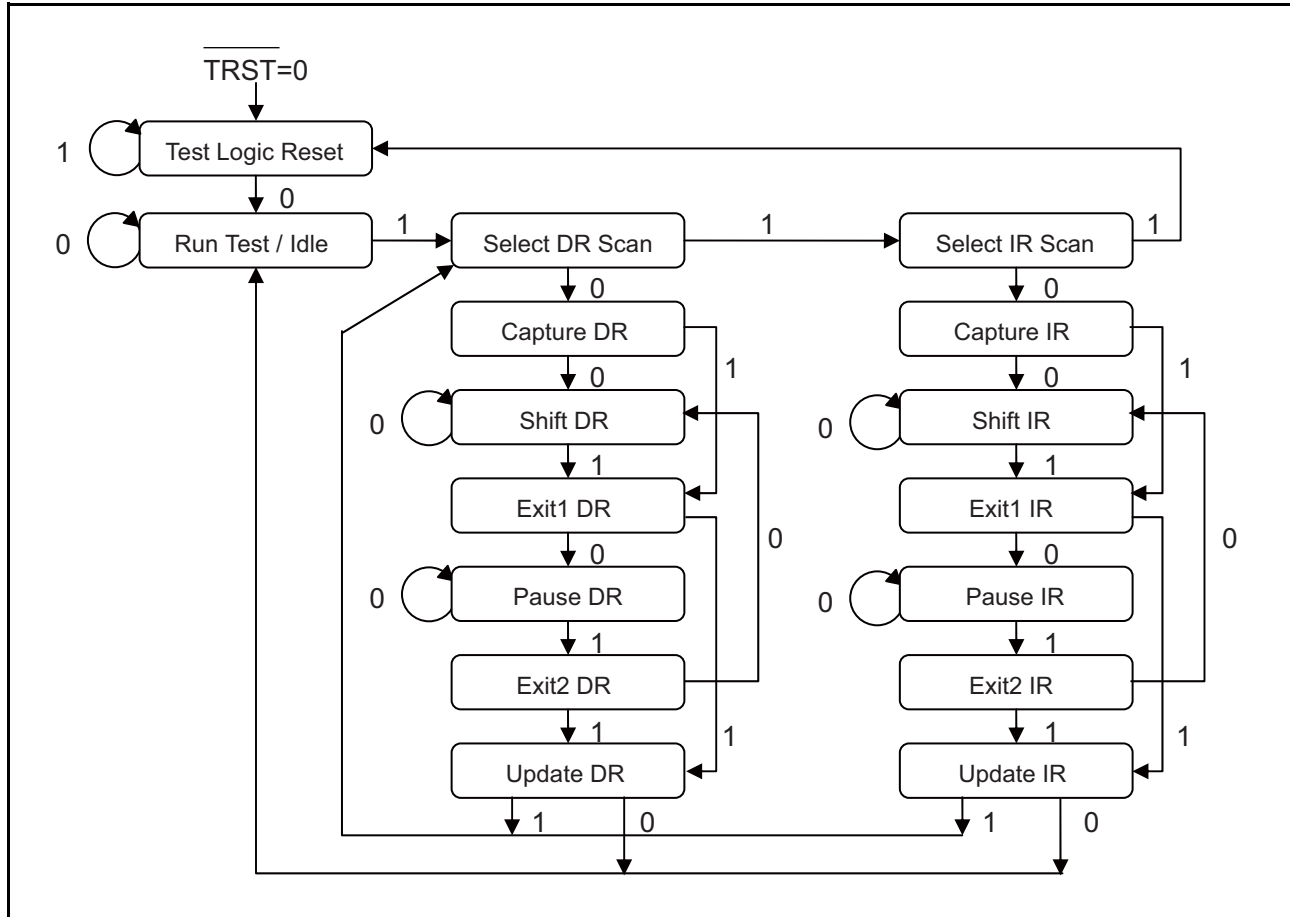 TRST=0
1
Test Logic Reset
0
0
Run Test / Idle
1
Select DR Scan
1
Select IR Scan
1
0
0
Capture DR
Capture IR
1
1
0
0
0
Shift DR
0
Shift IR
1
1
Exit1 DR
Exit1 IR
0
0
0
0
0
Pause DR
0
Pause IR
1
1
Exit2 DR
Exit2 IR
1
1
1
1
Update DR
Update IR
1
0
1
0